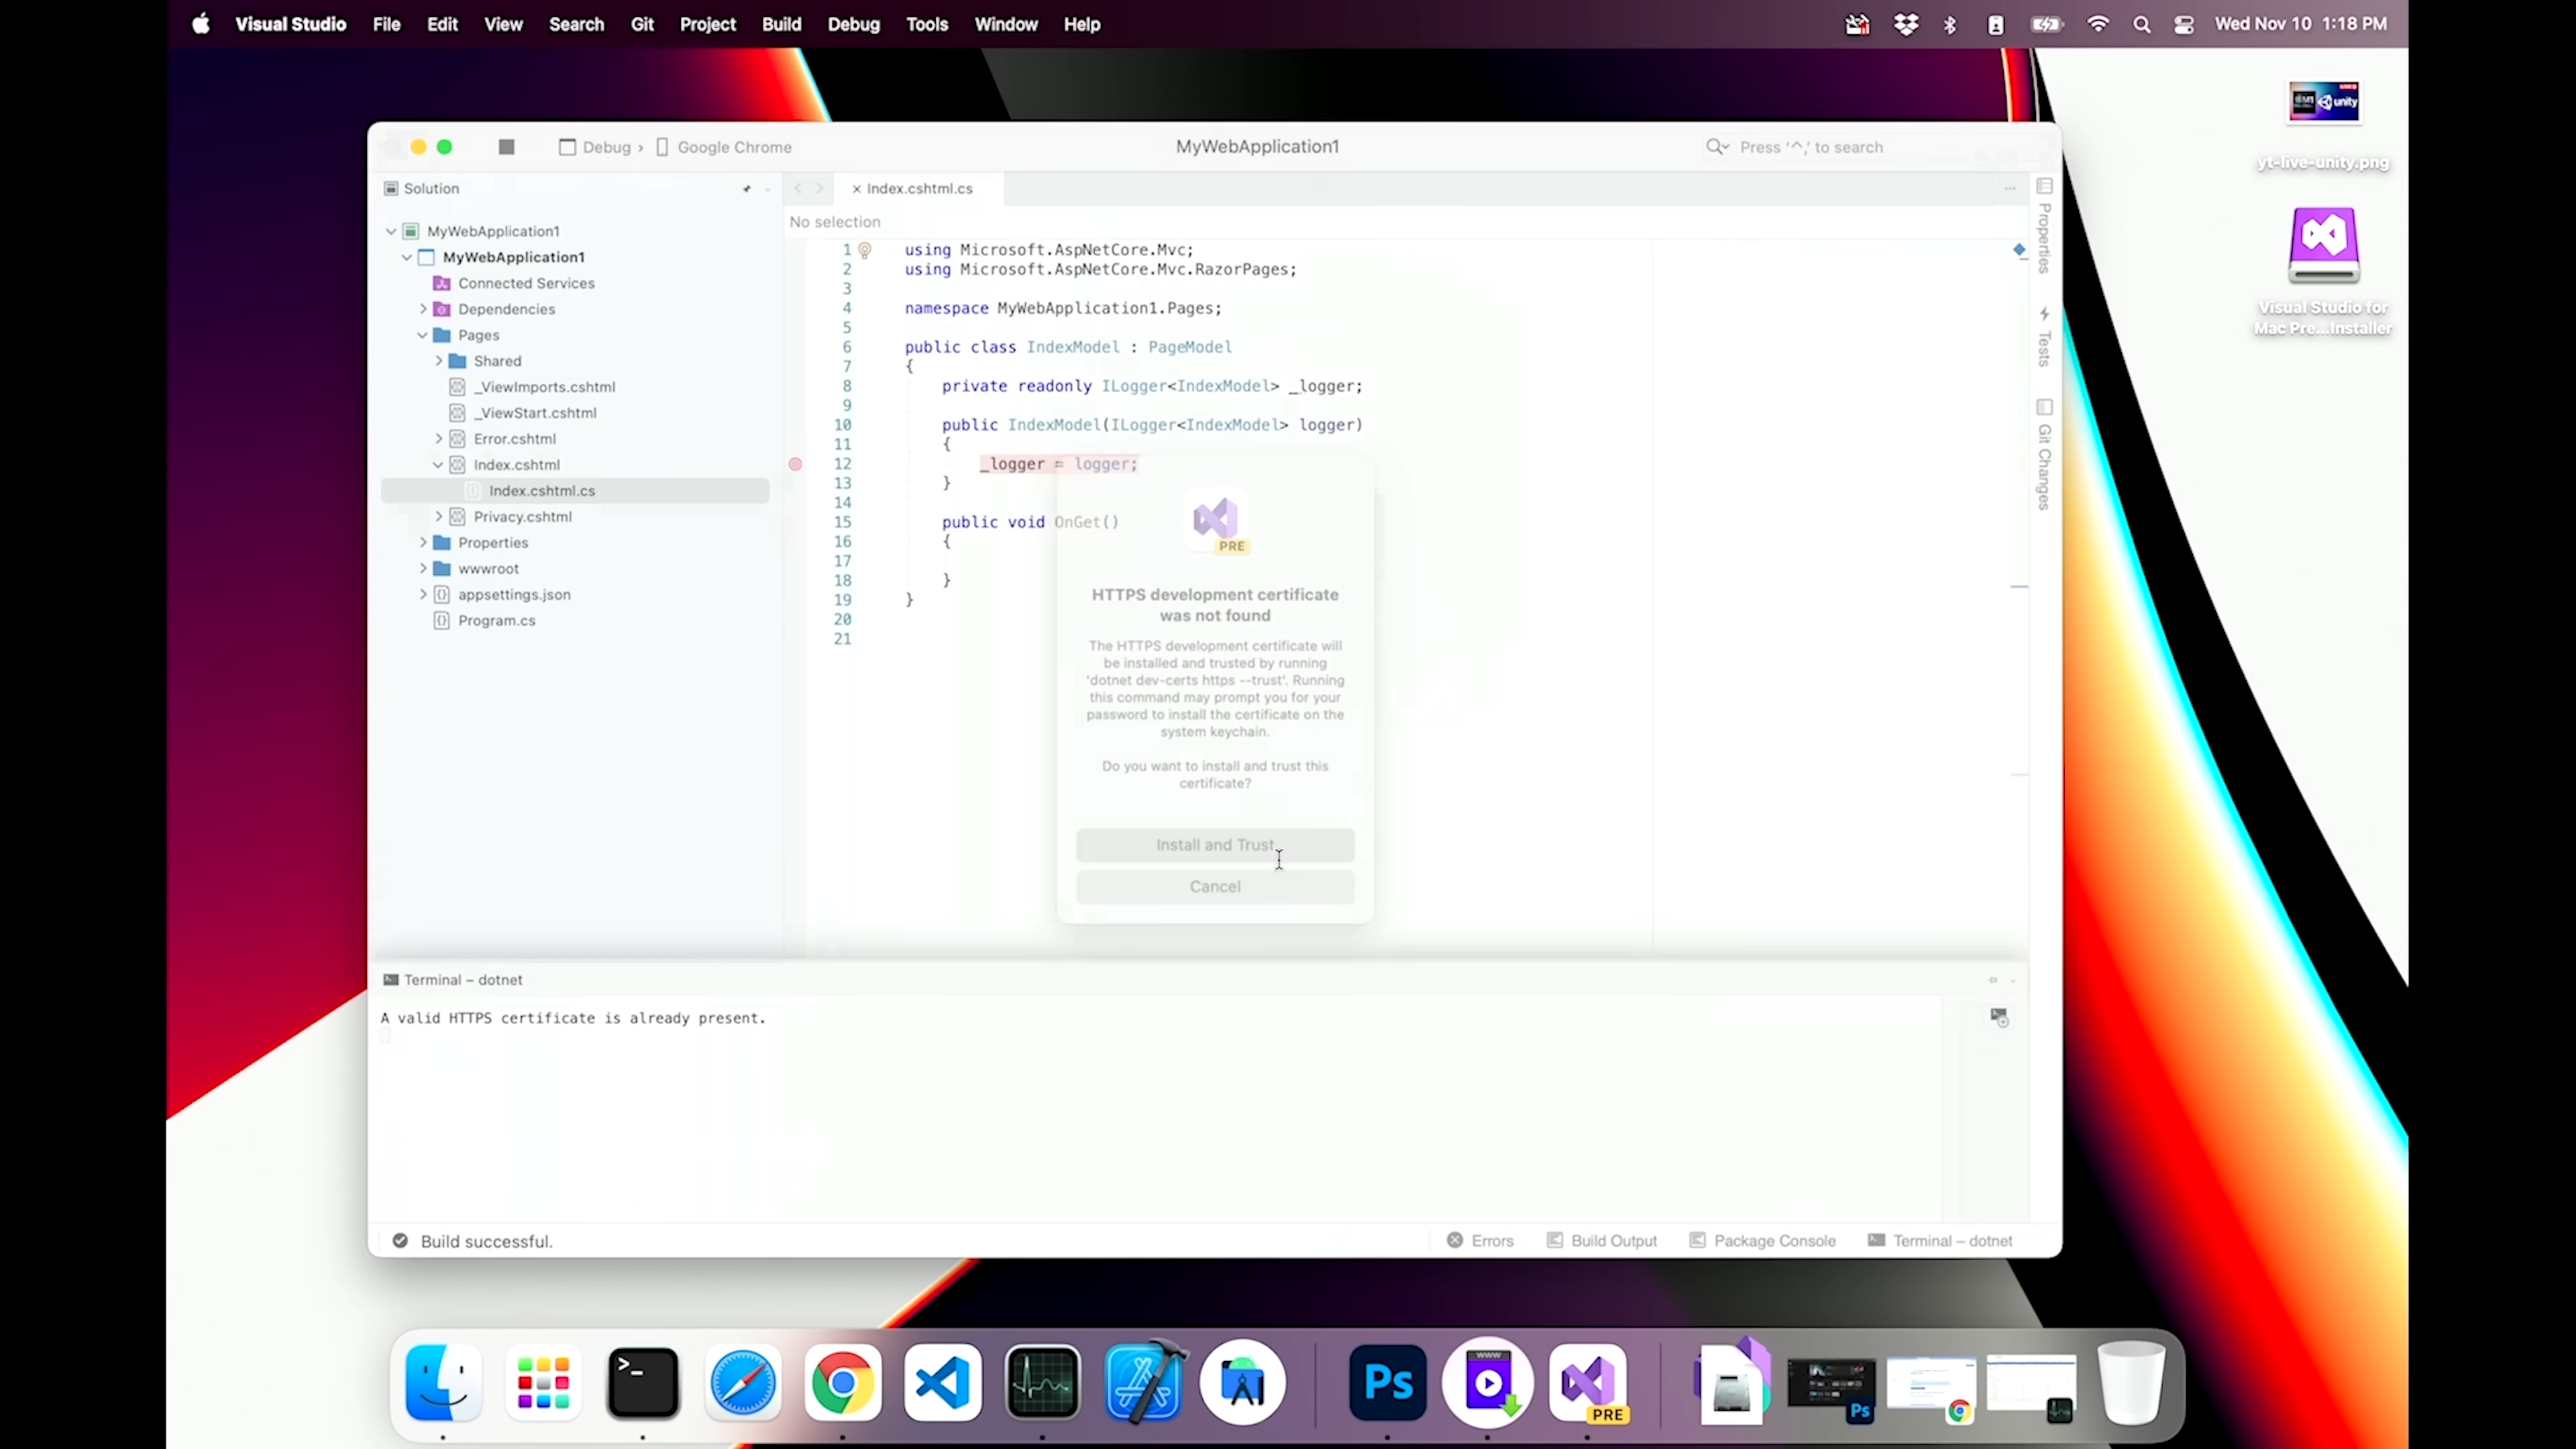 Visual Studio File Edit View Search Git Project Build Debug Tools Window Help
Wed Nov 10 1:18 PM
Debug › Google Chrome
MyWebApplication1
Press '^,' to search
Solution
MyWebApplication1
MyWebApplication1
Connected Services
Dependencies
Pages
Shared
_ViewImports.cshtml
_ViewStart.cshtml
Error.cshtml
Index.cshtml
Index.cshtml.cs
Privacy.cshtml
Properties
wwwroot
appsettings.json
Program.cs
× Index.cshtml.cs
No selection
1 using Microsoft.AspNetCore.Mvc;
2 using Microsoft.AspNetCore.Mvc.RazorPages;
3
4 namespace MyWebApplication1.Pages;
5
6 public class IndexModel : PageModel
7 {
8 private readonly ILogger<IndexModel> _logger;
9
10 public IndexModel(ILogger<IndexModel> logger)
11 {
12 _logger = logger;
13 }
14
15 public void OnGet()
16 {
17
18 }
19 }
20
21
PRE
HTTPS development certificate
was not found
The HTTPS development certificate will
be installed and trusted by running
'dotnet dev-certs https --trust'. Running
this command may prompt you for your
password to install the certificate on the
system keychain.
Do you want to install and trust this
certificate?
Install and Trust
Cancel
Properties
Tests
Git Changes
Terminal – dotnet
A valid HTTPS certificate is already present.
Build successful.
Errors Build Output Package Console Terminal – dotnet
unity
yt-live-unity.png
Visual Studio for
Mac Pre...Installer
Ps
WWW
PRE
Ps